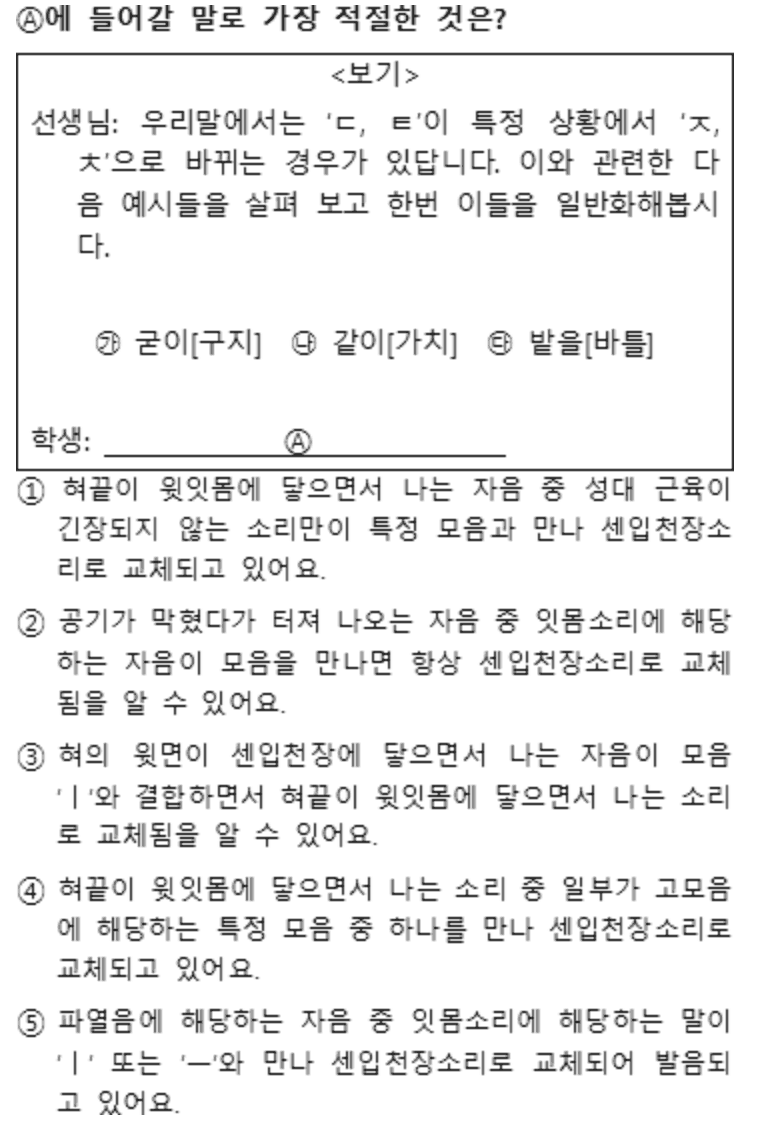 Ⓐ에 들어갈 말로 가장 적절한 것은?
<보기>
선생님: 우리말에서는 'ㄷ, ㅌ'이 특정 상황에서 'ㅈ,
ㅊ'으로 바뀌는 경우가 있답니다. 이와 관련한 다
음 예시들을 살펴 보고 한번 이들을 일반화해봅시
다.
㉮ 굳이[구지] ㉯ 같이[가치] ㉰ 밭을[바틀]
학생: Ⓐ
① 혀끝이 윗잇몸에 닿으면서 나는 자음 중 성대 근육이
긴장되지 않는 소리만이 특정 모음과 만나 센입천장소
리로 교체되고 있어요.
② 공기가 막혔다가 터져 나오는 자음 중 잇몸소리에 해당
하는 자음이 모음을 만나면 항상 센입천장소리로 교체
됨을 알 수 있어요.
③ 혀의 윗면이 센입천장에 닿으면서 나는 자음이 모음
'ㅣ'와 결합하면서 혀끝이 윗잇몸에 닿으면서 나는 소리
로 교체됨을 알 수 있어요.
④ 혀끝이 윗잇몸에 닿으면서 나는 소리 중 일부가 고모음
에 해당하는 특정 모음 중 하나를 만나 센입천장소리로
교체되고 있어요.
⑤ 파열음에 해당하는 자음 중 잇몸소리에 해당하는 말이
'ㅣ' 또는 'ㅡ'와 만나 센입천장소리로 교체되어 발음되
고 있어요.